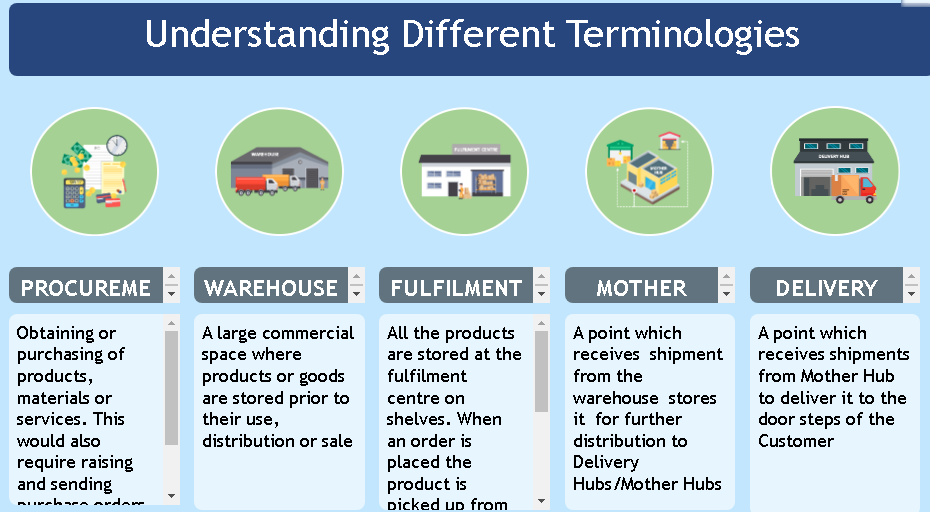 Understanding Different Terminologies
WAREHOUSE
FULFILMENT CENTRE
DELIVERY HUB
PROCUREME
WAREHOUSE
FULFILMENT
MOTHER
DELIVERY
Obtaining or
purchasing of
products,
materials or
services. This
would also
require raising
and sending
purchase orders
A large commercial
space where
products or goods
are stored prior to
their use,
distribution or sale
All the products
are stored at the
fulfilment
centre on
shelves. When
an order is
placed the
product is
picked up from
A point which
receives shipment
from the
warehouse stores
it for further
distribution to
Delivery
Hubs/Mother Hubs
A point which
receives shipments
from Mother Hub
to deliver it to the
door steps of the
Customer